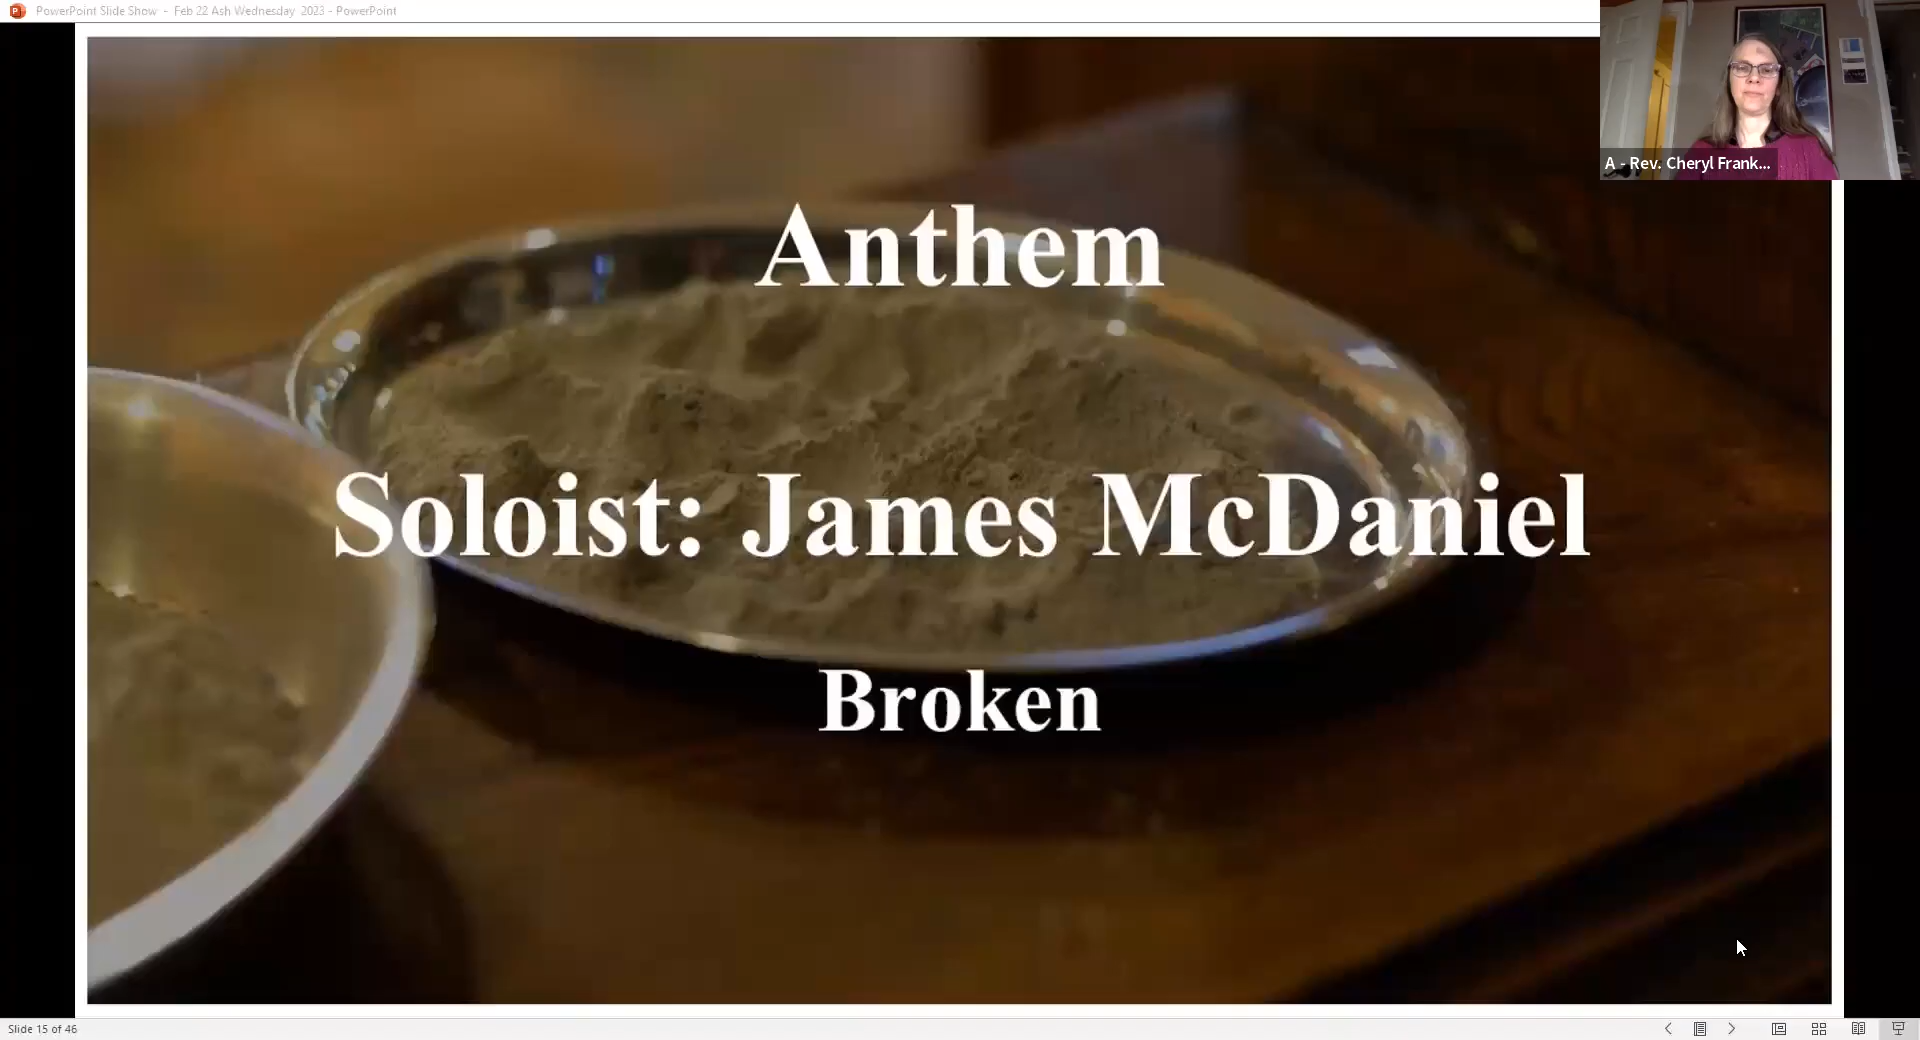 PowerPoint Slide Show - Feb 22 Ash Wednesday 2023 - PowerPoint
A - Rev. Cheryl Frank...
Anthem
Soloist: James McDaniel
Broken
Slide 15 of 46